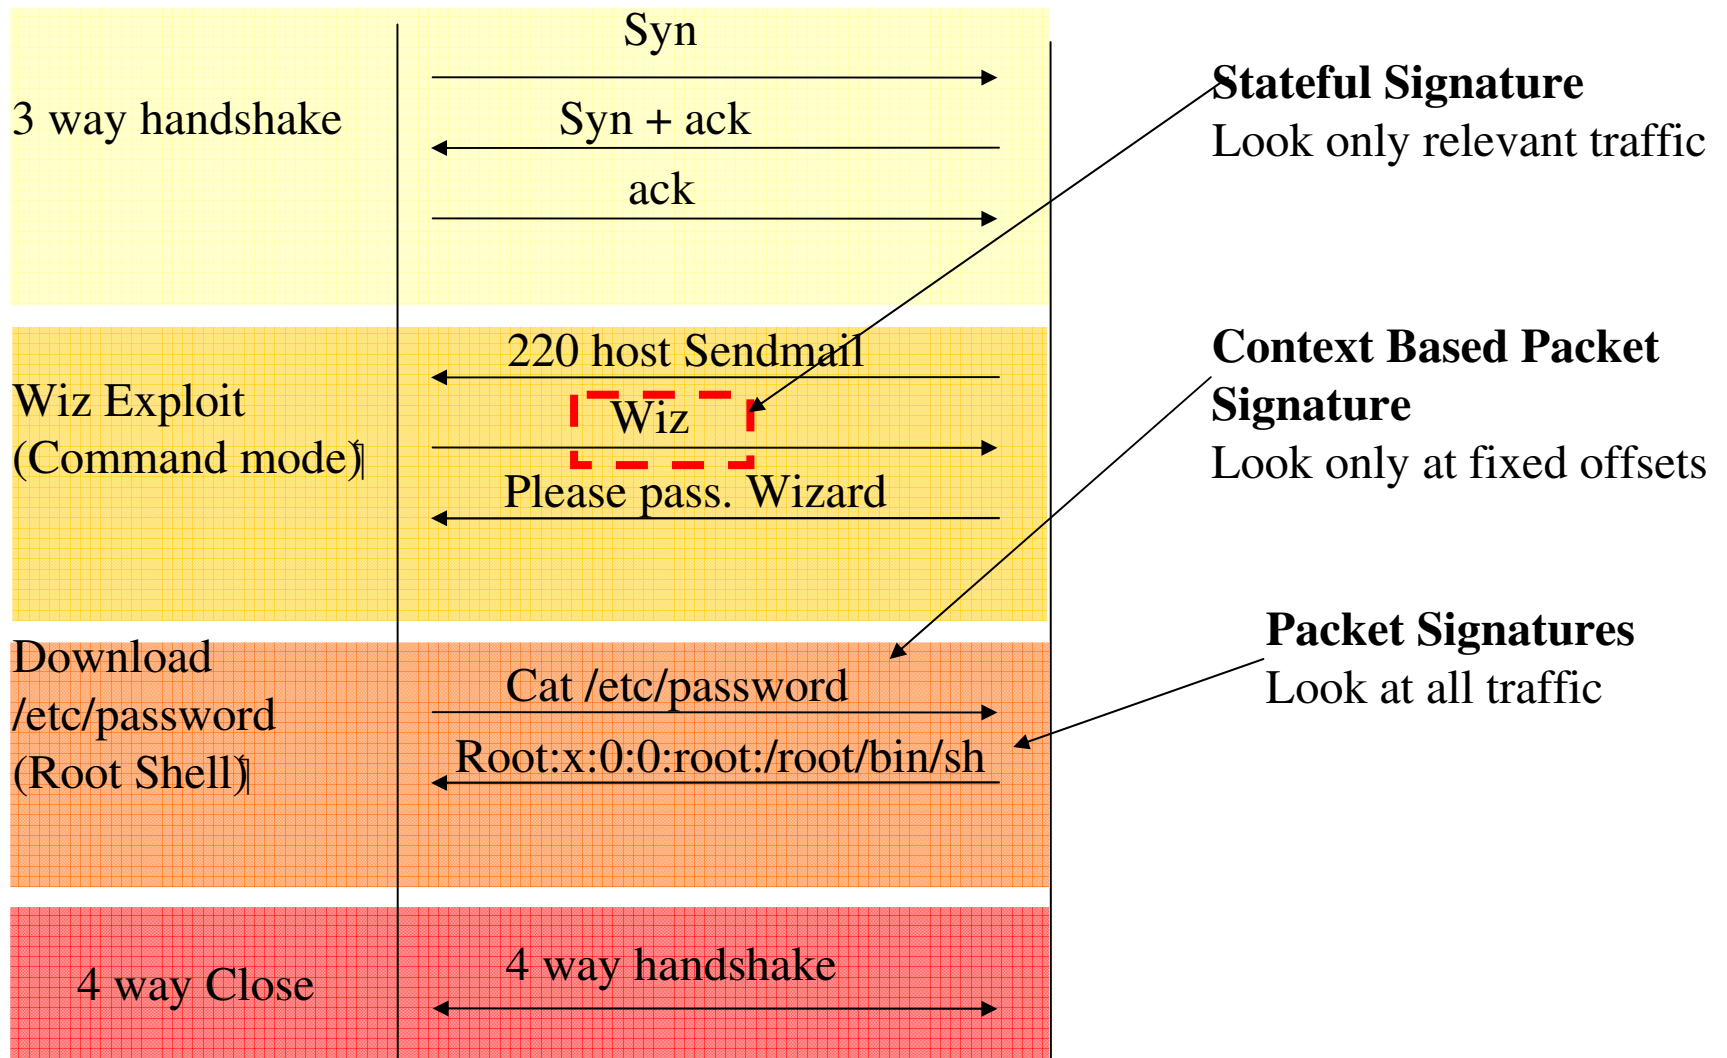 Syn
3 way handshake
Syn + ack
ack
Stateful Signature
Look only relevant traffic
220 host Sendmail
Wiz Exploit
(Command mode)
Wiz
Please pass. Wizard
Context Based Packet
Signature
Look only at fixed offsets
Download
/etc/password
(Root Shell)
Cat /etc/password
Root:x:0:0:root:/root/bin/sh
Packet Signatures
Look at all traffic
4 way Close
4 way handshake